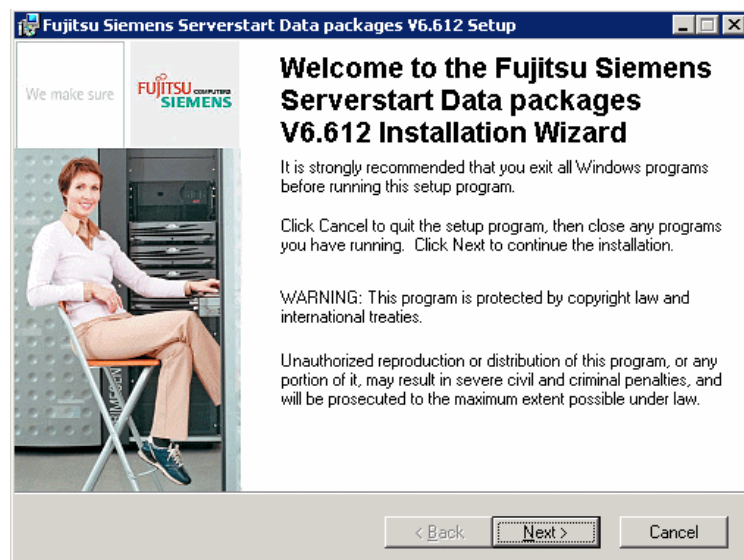 Fujitsu Siemens Serverstart Data packages V6.612 Setup
We make sure
FUJITSU COMPUTERS
SIEMENS
Welcome to the Fujitsu Siemens
Serverstart Data packages
V6.612 Installation Wizard
It is strongly recommended that you exit all Windows programs
before running this setup program.
Click Cancel to quit the setup program, then close any programs
you have running. Click Next to continue the installation.
WARNING: This program is protected by copyright law and
international treaties.
Unauthorized reproduction or distribution of this program, or any
portion of it, may result in severe civil and criminal penalties, and
will be prosecuted to the maximum extent possible under law.
< Back
Next >
Cancel